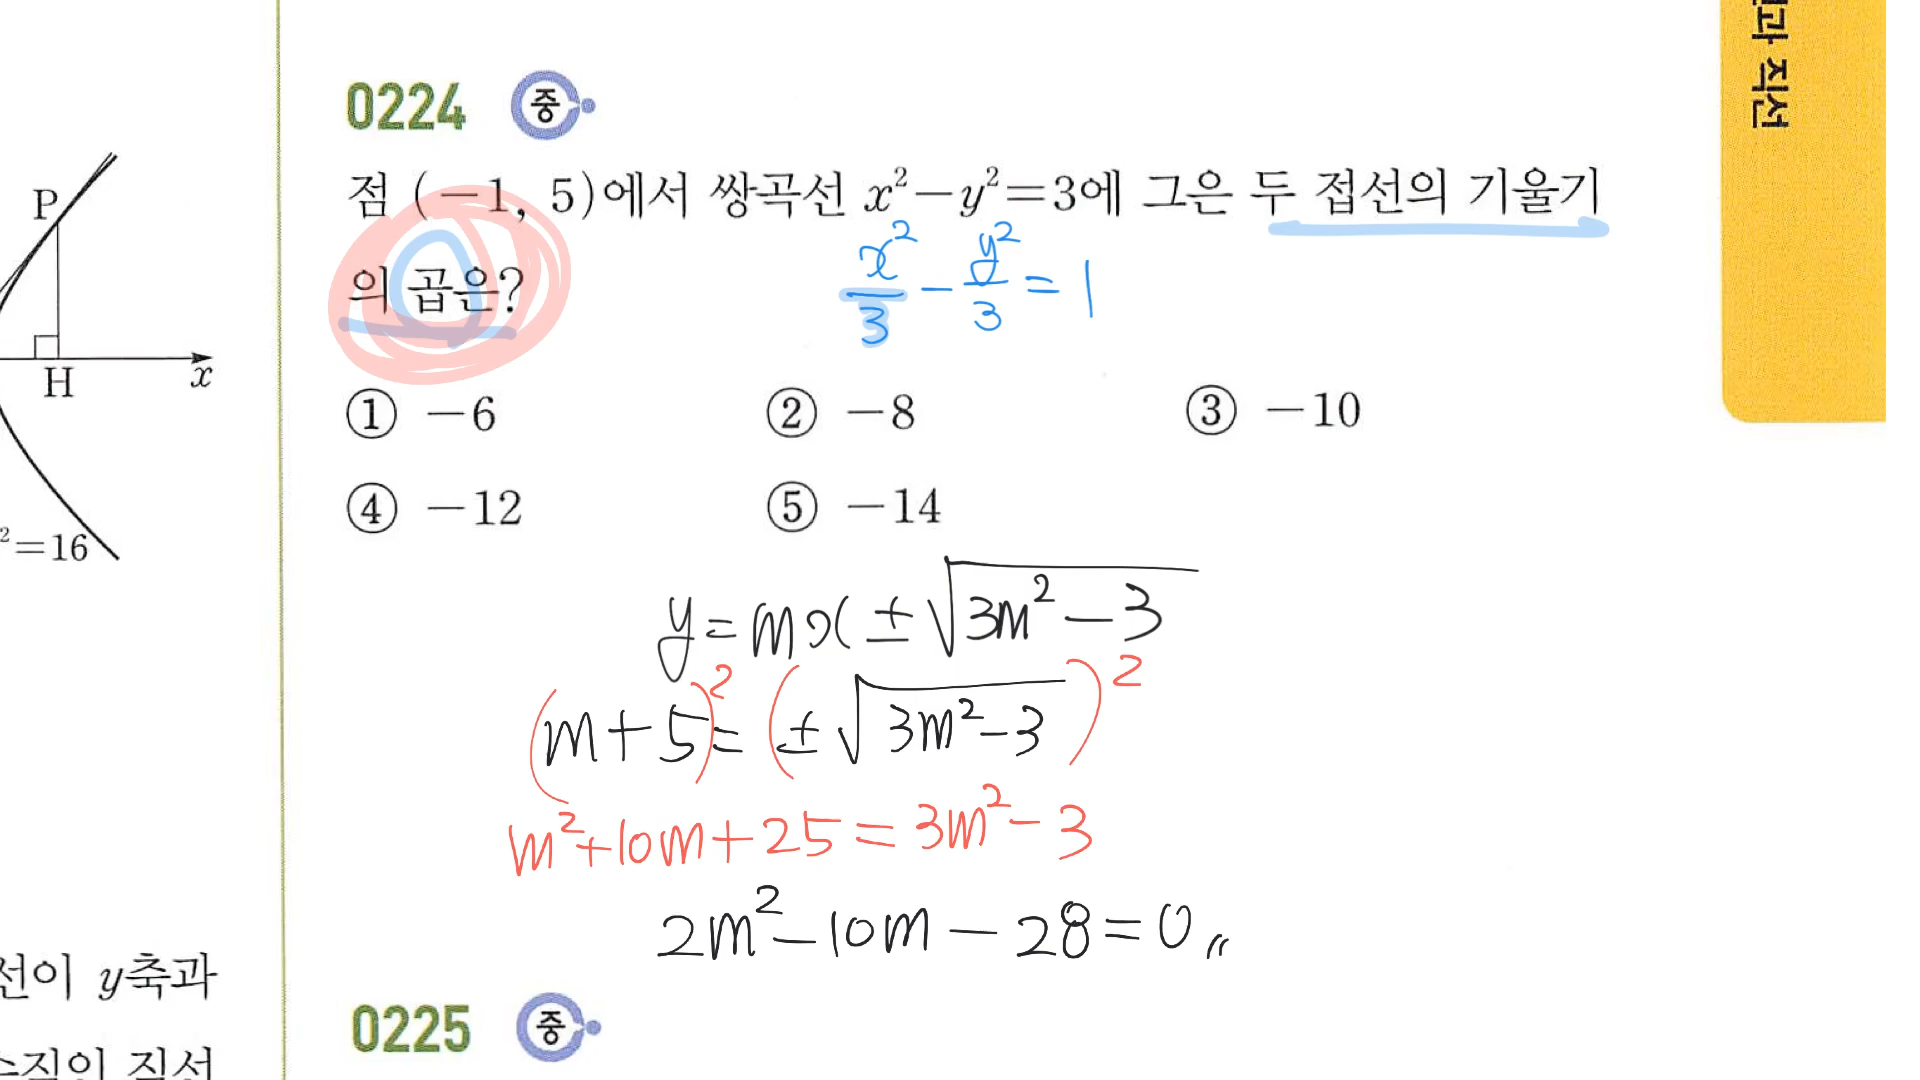 과 직선
P
H
x
²=16
선이 y축과
0224 중
점 (-1, 5)에서 쌍곡선 x²-y²=3에 그은 두 접선의 기울기
의 곱은?
x²/3 - y²/3 = 1
① -6 ② -8 ③ -10
④ -12 ⑤ -14
y = mx ± √(3m² - 3)
(m+5)² = (±√(3m²-3))²
m²+10m+25 = 3m²-3
2m²-10m-28=0〃
0225 중